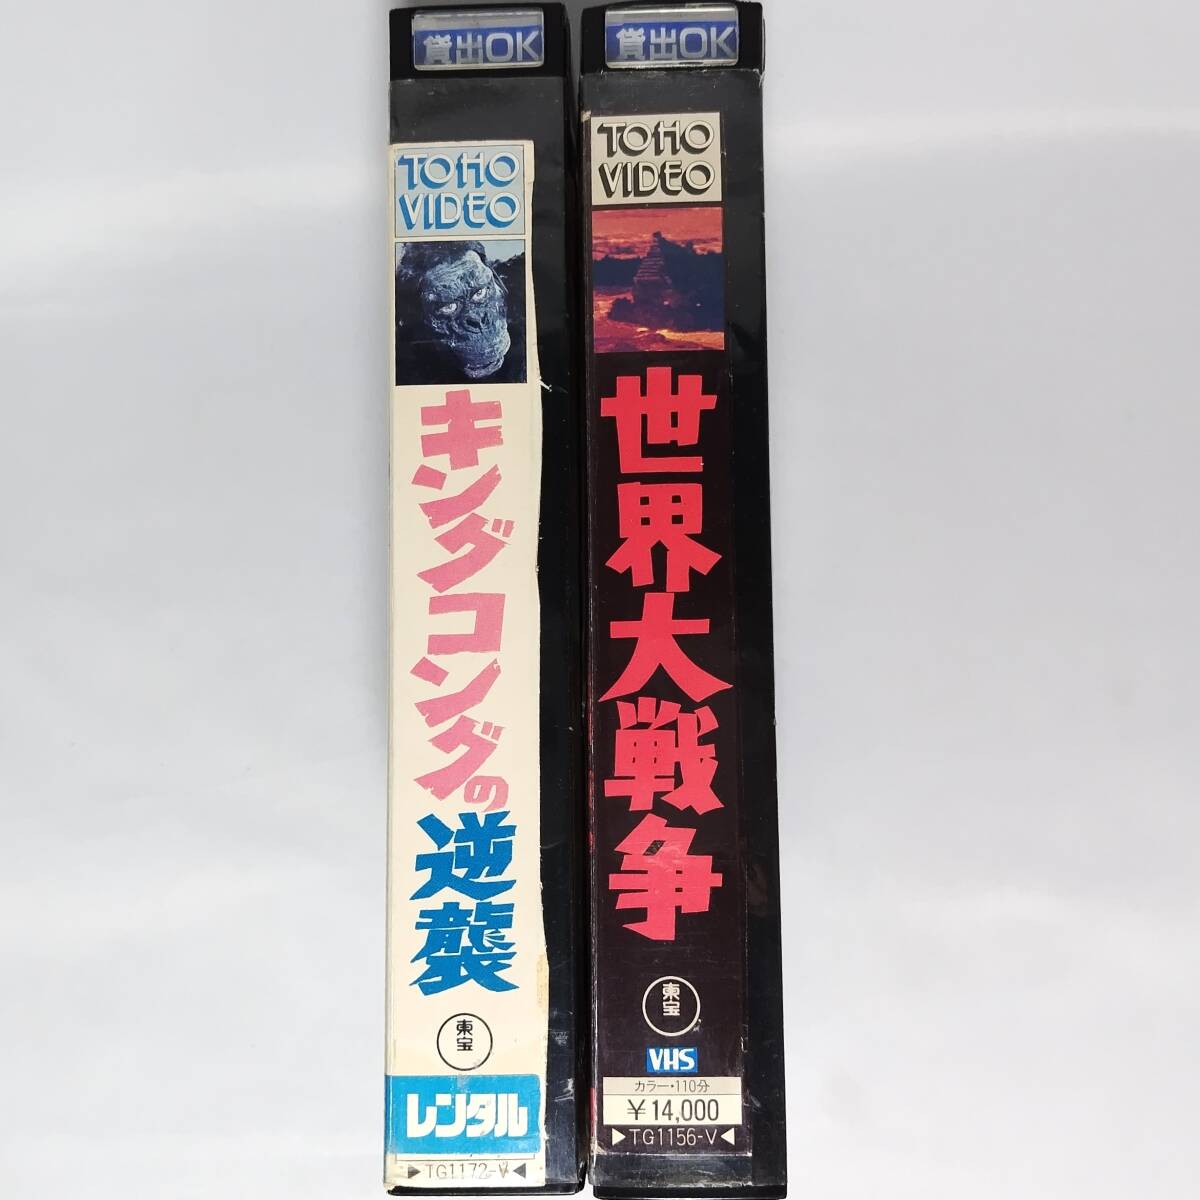 貸出OK
TOHO
VIDEO
キングコングの逆襲
東宝
レンタル
▶TG1172-V◀
貸出OK
TOHO
VIDEO
世界大戦争
東宝
VHS
カラー・110分
￥14,000
▶TG1156-V◀